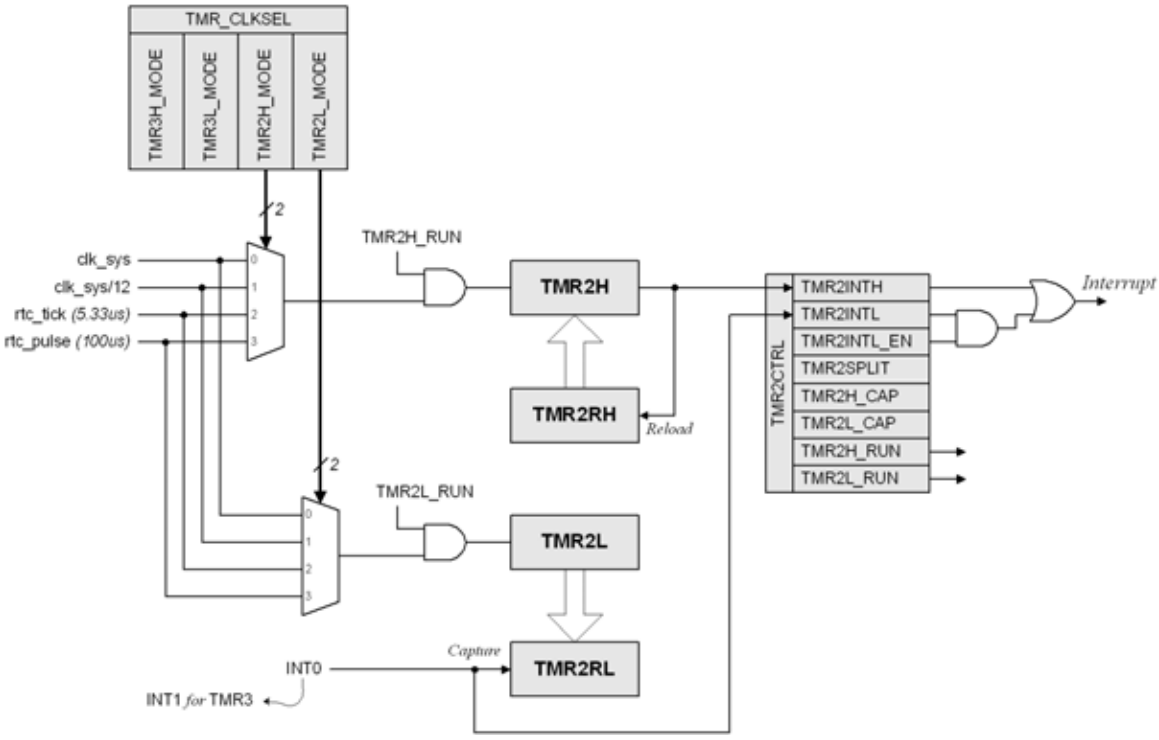 TMR_CLKSEL
TMR3H_MODE
TMR3L_MODE
TMR2H_MODE
TMR2L_MODE
2
TMR2H_RUN
clk_sys
clk_sys/12
rtc_tick (5.33us)
rtc_pulse (100us)
0
1
2
3
TMR2H
TMR2RH
Reload
TMR2CTRL
TMR2INTH
TMR2INTL
TMR2INTL_EN
TMR2SPLIT
TMR2H_CAP
TMR2L_CAP
TMR2H_RUN
TMR2L_RUN
Interrupt
2
TMR2L_RUN
0
1
2
3
TMR2L
Capture
TMR2RL
INT0
INT1 for TMR3